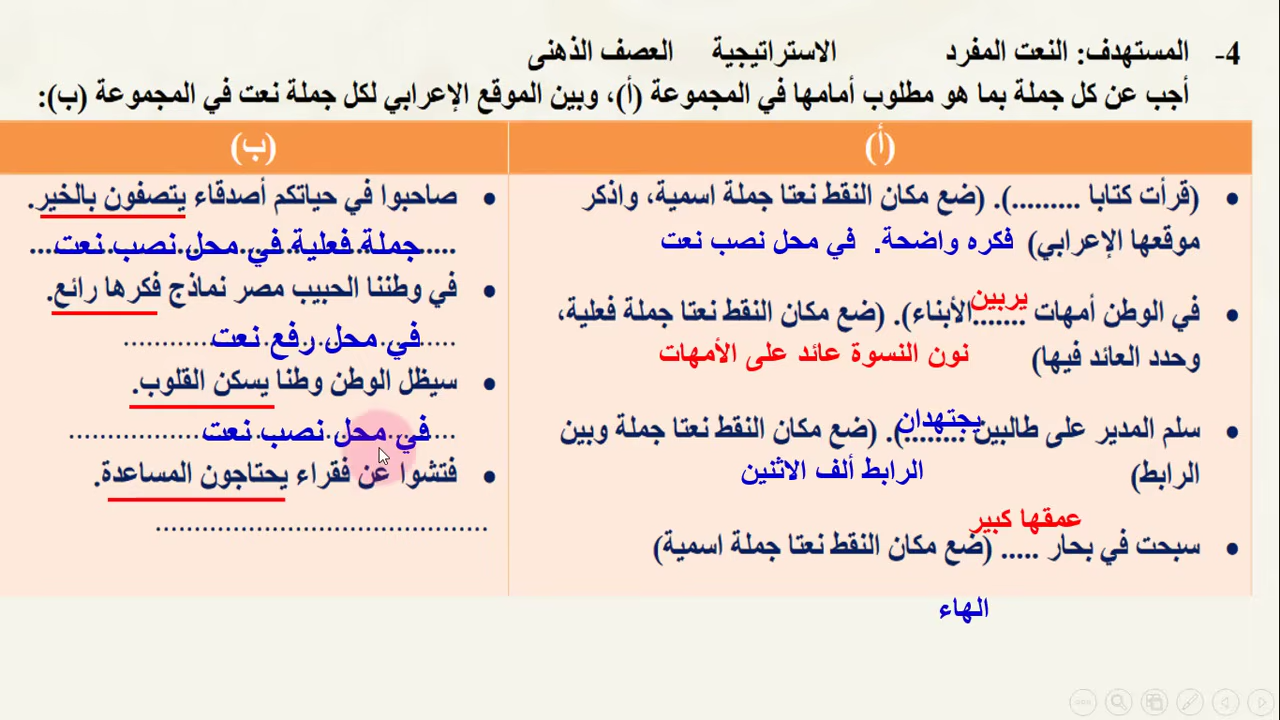 4- المستهدف: النعت المفرد الاستراتيجية العصف الذهنى
أجب عن كل جملة بما هو مطلوب أمامها في المجموعة (أ)، وبين الموقع الإعرابي لكل جملة نعت في المجموعة (ب):
(أ)
• (قرأت كتابا .........). (ضع مكان النقط نعتا جملة اسمية، واذكر
موقعها الإعرابي) فكره واضحة. في محل نصب نعت
يربين
• في الوطن أمهات .......الأبناء). (ضع مكان النقط نعتا جملة فعلية،
وحدد العائد فيها) نون النسوة عائد على الأمهات
يجتهدان
• سلم المدير على طالبين ........). (ضع مكان النقط نعتا جملة وبين
الرابط) الرابط ألف الاثنين
عمقها كبير
• سبحت في بحار ..... (ضع مكان النقط نعتا جملة اسمية)
الهاء
(ب)
• صاحبوا في حياتكم أصدقاء يتصفون بالخير.
جملة فعلية في محل نصب نعت
• في وطننا الحبيب مصر نماذج فكرها رائع.
في محل رفع نعت
• سيظل الوطن وطنا يسكن القلوب.
في محل نصب نعت
• فتشوا عن فقراء يحتاجون المساعدة.
...........................................